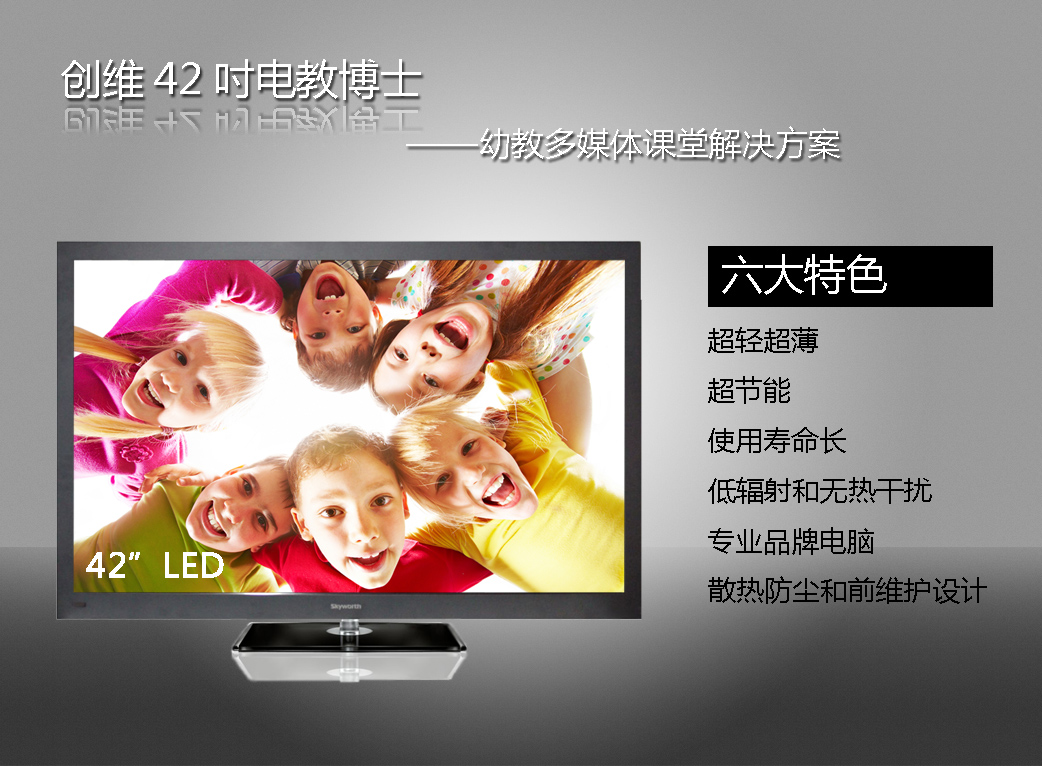 创维 42 吋电教博士
——幼教多媒体课堂解决方案
六大特色
超轻超薄
超节能
使用寿命长
低辐射和无热干扰
专业品牌电脑
散热防尘和前维护设计
42” LED
Skyworth